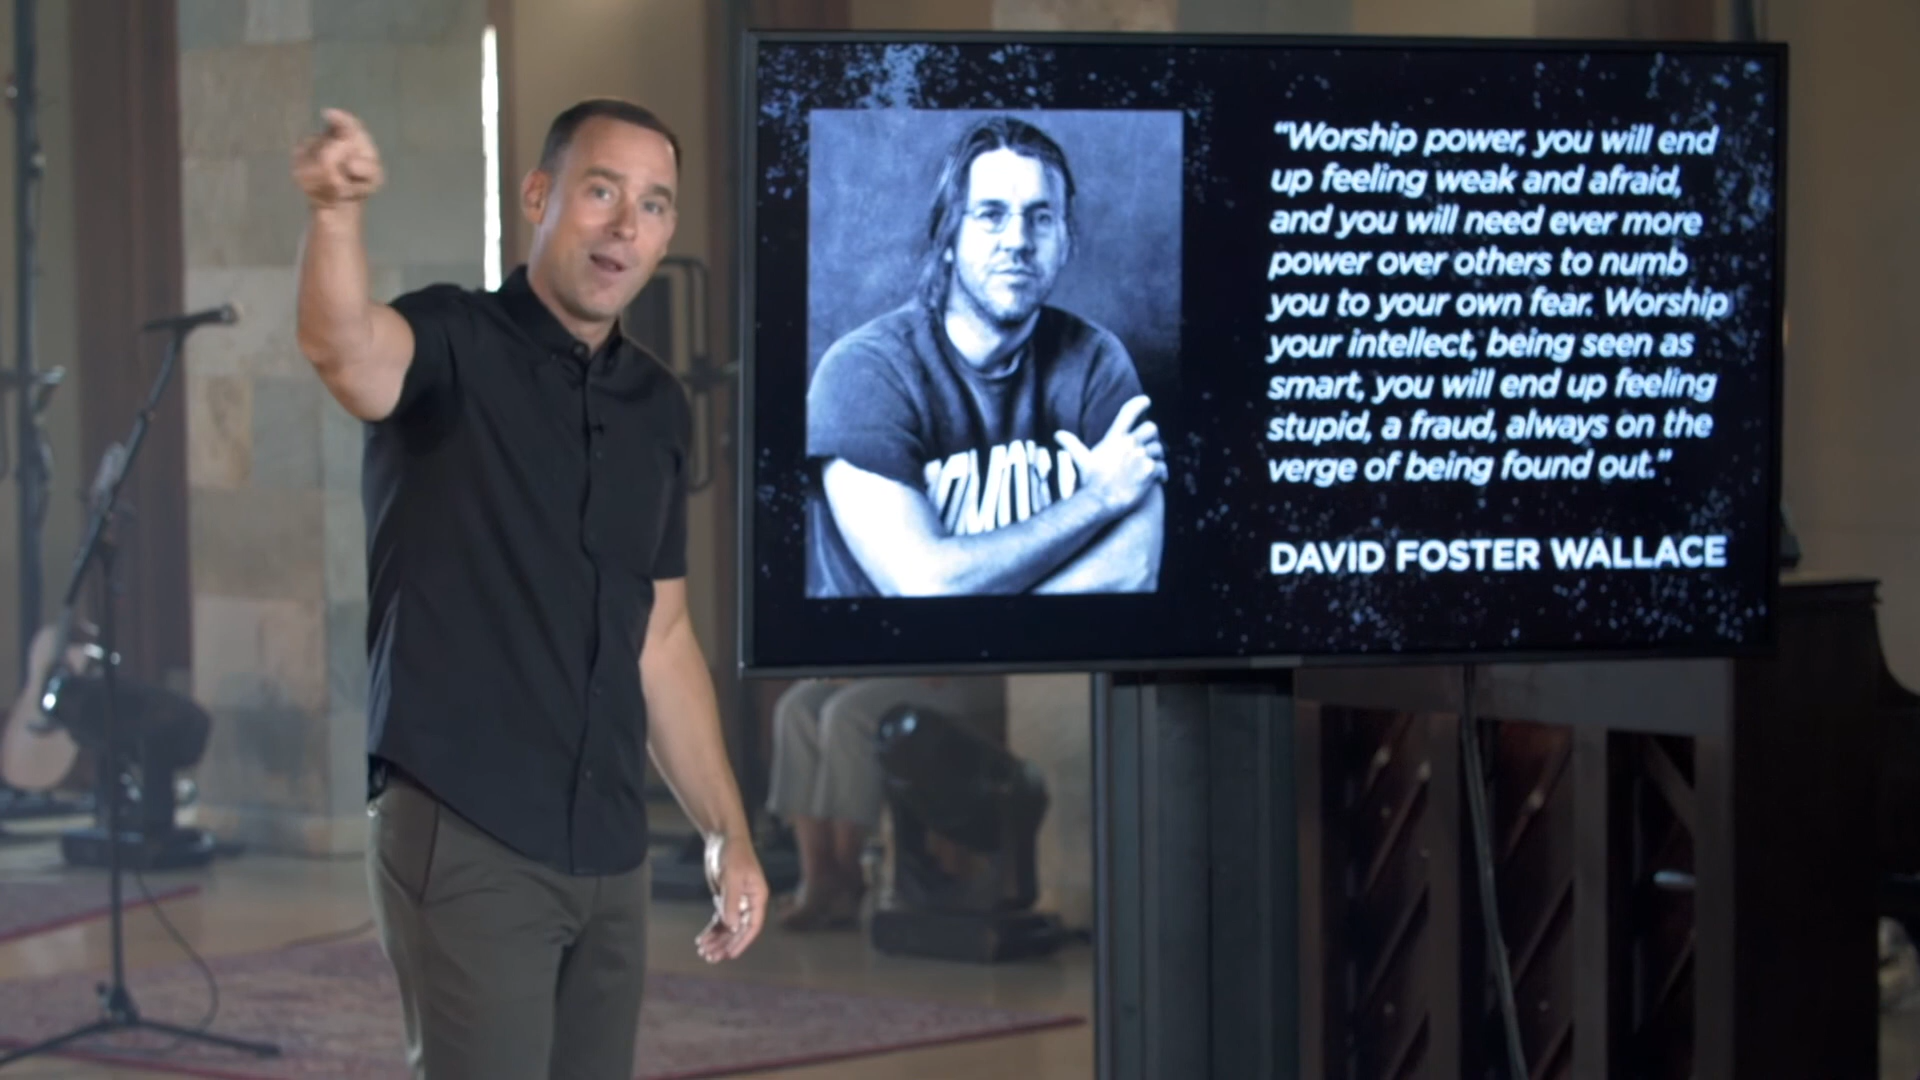 “Worship power, you will end
up feeling weak and afraid,
and you will need ever more
power over others to numb
you to your own fear. Worship
your intellect, being seen as
smart, you will end up feeling
stupid, a fraud, always on the
verge of being found out.”
DAVID FOSTER WALLACE